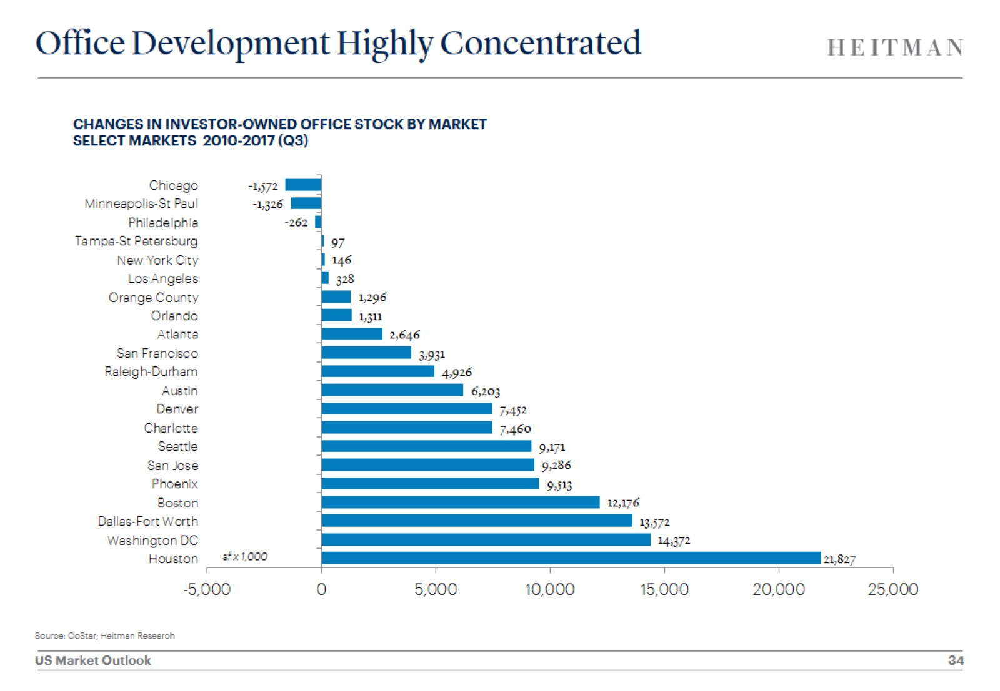 Office Development Highly Concentrated
HEITMAN
CHANGES IN INVESTOR-OWNED OFFICE STOCK BY MARKET
SELECT MARKETS 2010-2017 (Q3)
Chicago -1,572
Minneapolis-St Paul -1,326
Philadelphia -262
Tampa-St Petersburg 97
New York City 146
Los Angeles 328
Orange County 1,296
Orlando 1,311
Atlanta 2,646
San Francisco 3,931
Raleigh-Durham 4,926
Austin 6,203
Denver 7,452
Charlotte 7,460
Seattle 9,171
San Jose 9,286
Phoenix 9,513
Boston 12,176
Dallas-Fort Worth 13,572
Washington DC 14,372
Houston sf x 1,000 21,827
-5,000 0 5,000 10,000 15,000 20,000 25,000
Source: CoStar; Heitman Research
US Market Outlook 34